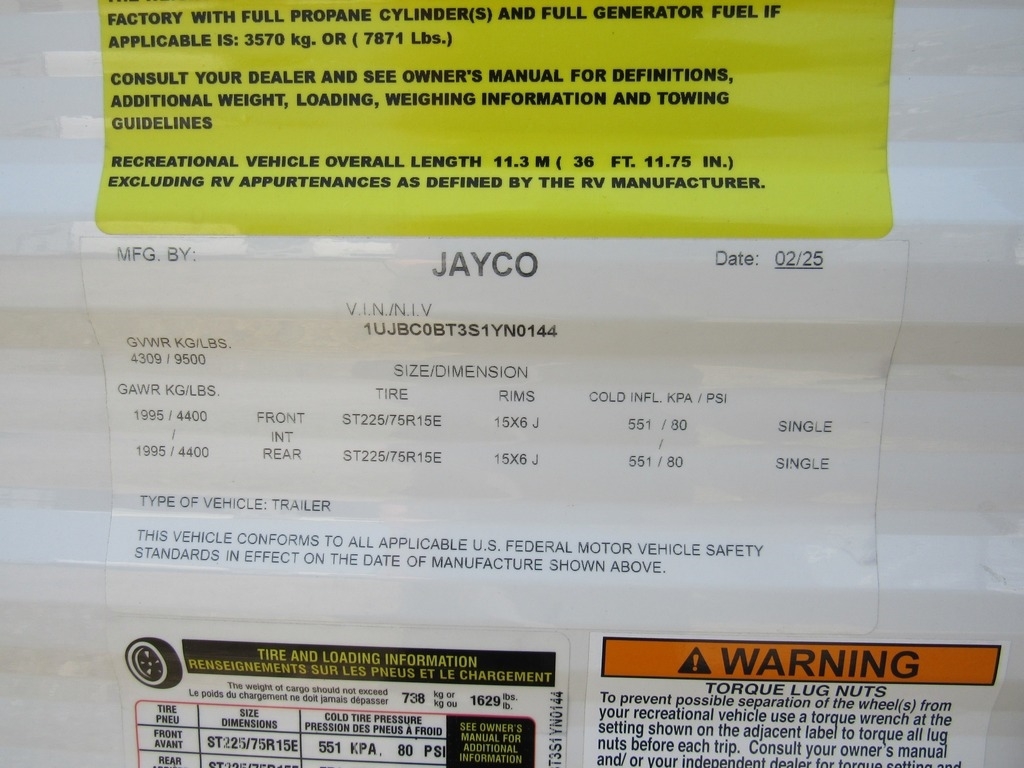 FACTORY WITH FULL PROPANE CYLINDER(S) AND FULL GENERATOR FUEL IF
APPLICABLE IS: 3570 kg. OR ( 7871 Lbs.)
CONSULT YOUR DEALER AND SEE OWNER'S MANUAL FOR DEFINITIONS,
ADDITIONAL WEIGHT, LOADING, WEIGHING INFORMATION AND TOWING
GUIDELINES
RECREATIONAL VEHICLE OVERALL LENGTH 11.3 M ( 36 FT. 11.75 IN.)
EXCLUDING RV APPURTENANCES AS DEFINED BY THE RV MANUFACTURER.
MFG. BY: JAYCO Date: 02/25
V.I.N./N.I.V
1UJBC0BT3S1YN0144
GVWR KG/LBS.
4309 / 9500
SIZE/DIMENSION
GAWR KG/LBS. TIRE RIMS COLD INFL. KPA / PSI
1995 / 4400 FRONT ST225/75R15E 15X6 J 551 / 80 SINGLE
/ INT /
1995 / 4400 REAR ST225/75R15E 15X6 J 551 / 80 SINGLE
TYPE OF VEHICLE: TRAILER
THIS VEHICLE CONFORMS TO ALL APPLICABLE U.S. FEDERAL MOTOR VEHICLE SAFETY
STANDARDS IN EFFECT ON THE DATE OF MANUFACTURE SHOWN ABOVE.
TIRE AND LOADING INFORMATION
RENSEIGNEMENTS SUR LES PNEUS ET LE CHARGEMENT
The weight of cargo should not exceed 738 kg or 1629 lbs.
Le poids du chargement ne doit jamais dépasser kg ou lb.
TIRE SIZE COLD TIRE PRESSURE
PNEU DIMENSIONS PRESSION DES PNEUS À FROID
FRONT ST225/75R15E 551 KPA, 80 PSI
AVANT
REAR ST225/75R15E
SEE OWNER'S
MANUAL FOR
ADDITIONAL
INFORMATION
T3S1YN0144
WARNING
TORQUE LUG NUTS
To prevent possible separation of the wheel(s) from
your recreational vehicle use a torque wrench at the
setting shown on the adjacent label to torque all lug
nuts before each trip. Consult your owner's manual
and/ or your independent dealer for torque setting and